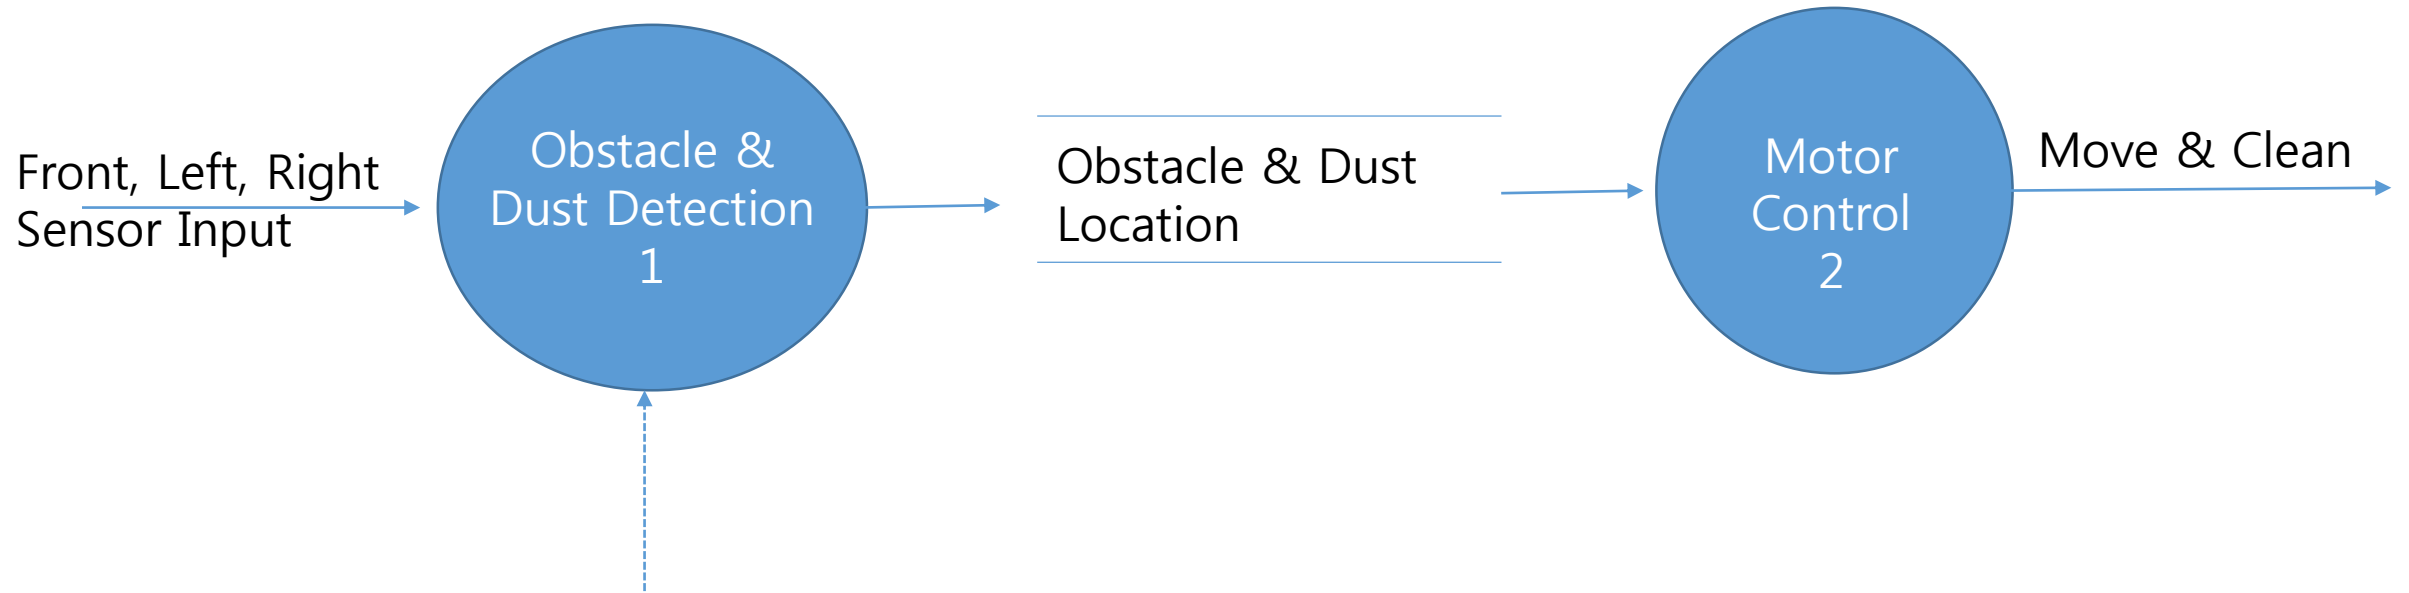 Front, Left, Right
Sensor Input
Obstacle &
Dust Detection
1
Obstacle & Dust
Location
Motor
Control
2
Move & Clean